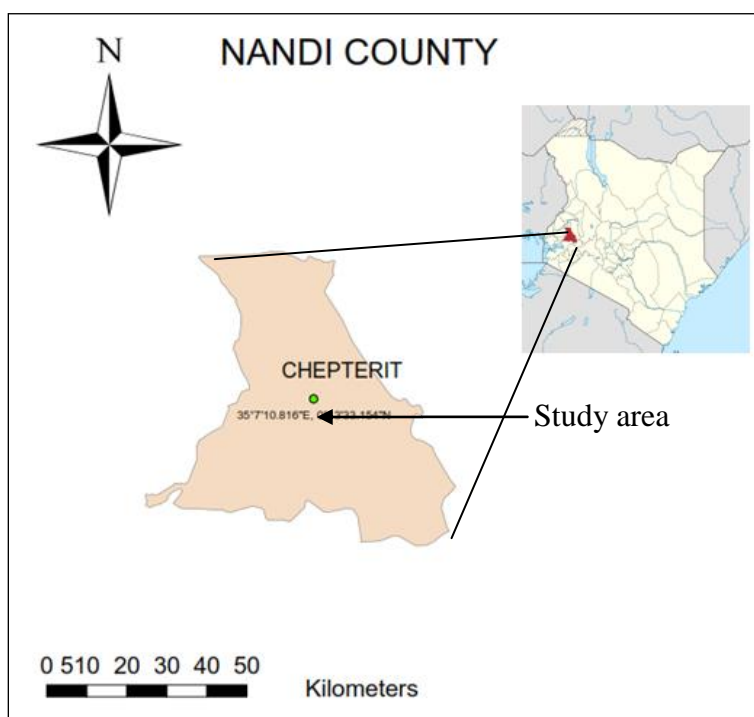 N
NANDI COUNTY
CHEPTERIT
35°7'10.816"E,
Study area
0 510 20 30 40 50
Kilometers